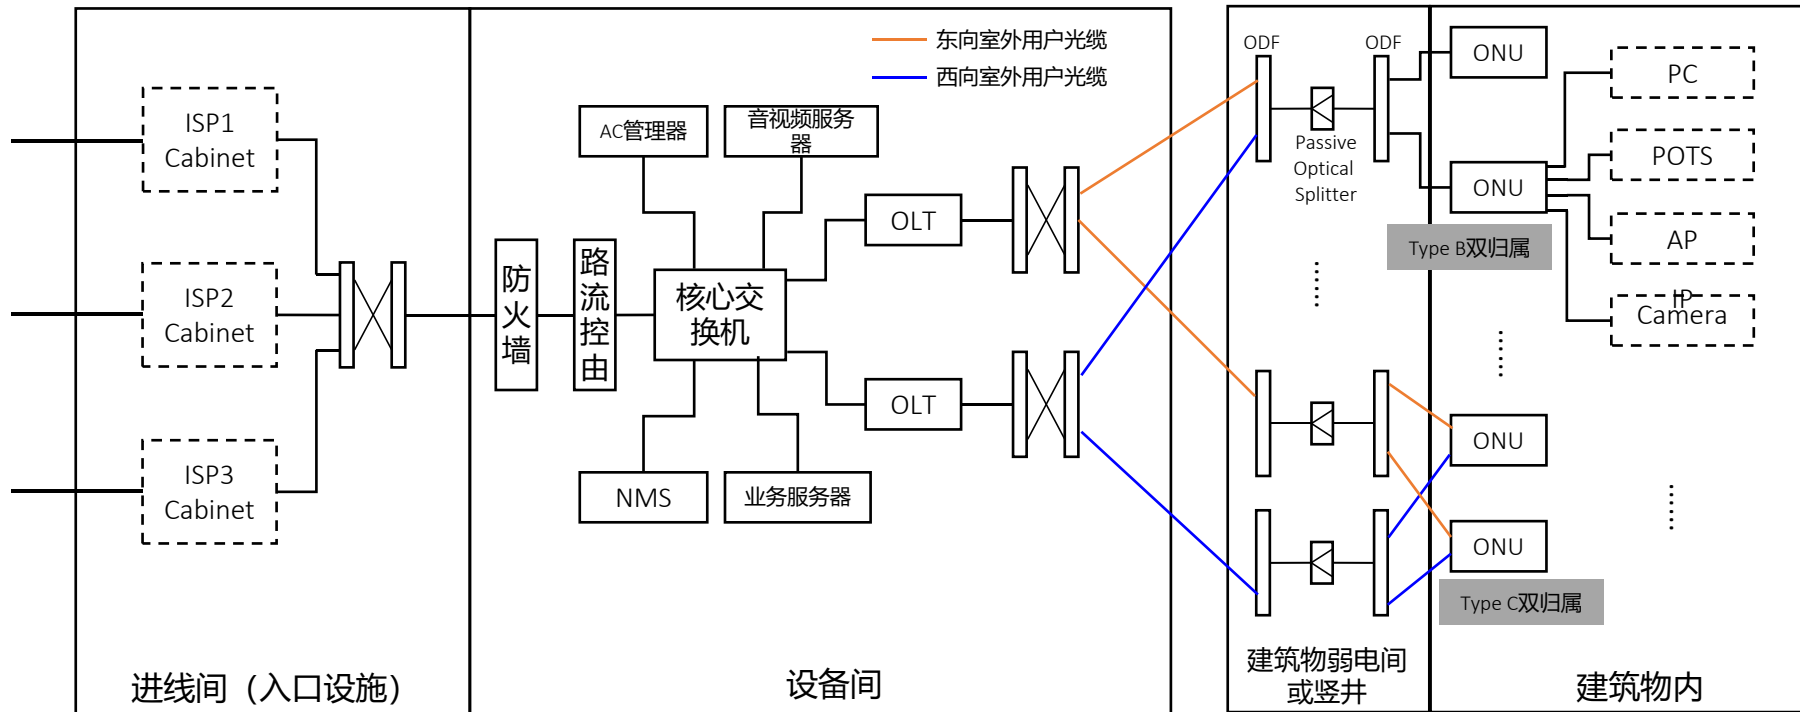 东向室外用户光缆
西向室外用户光缆
ISP1
Cabinet
ISP2
Cabinet
ISP3
Cabinet
进线间（入口设施）
防
火
墙
路
流
控
由
AC管理器
音视频服务
器
核心交
换机
NMS
业务服务器
OLT
OLT
设备间
ODF
ODF
Passive
Optical
Splitter
建筑物弱电间
或竖井
ONU
ONU
Type B双归属
PC
POTS
AP
IP
Camera
ONU
ONU
Type C双归属
建筑物内